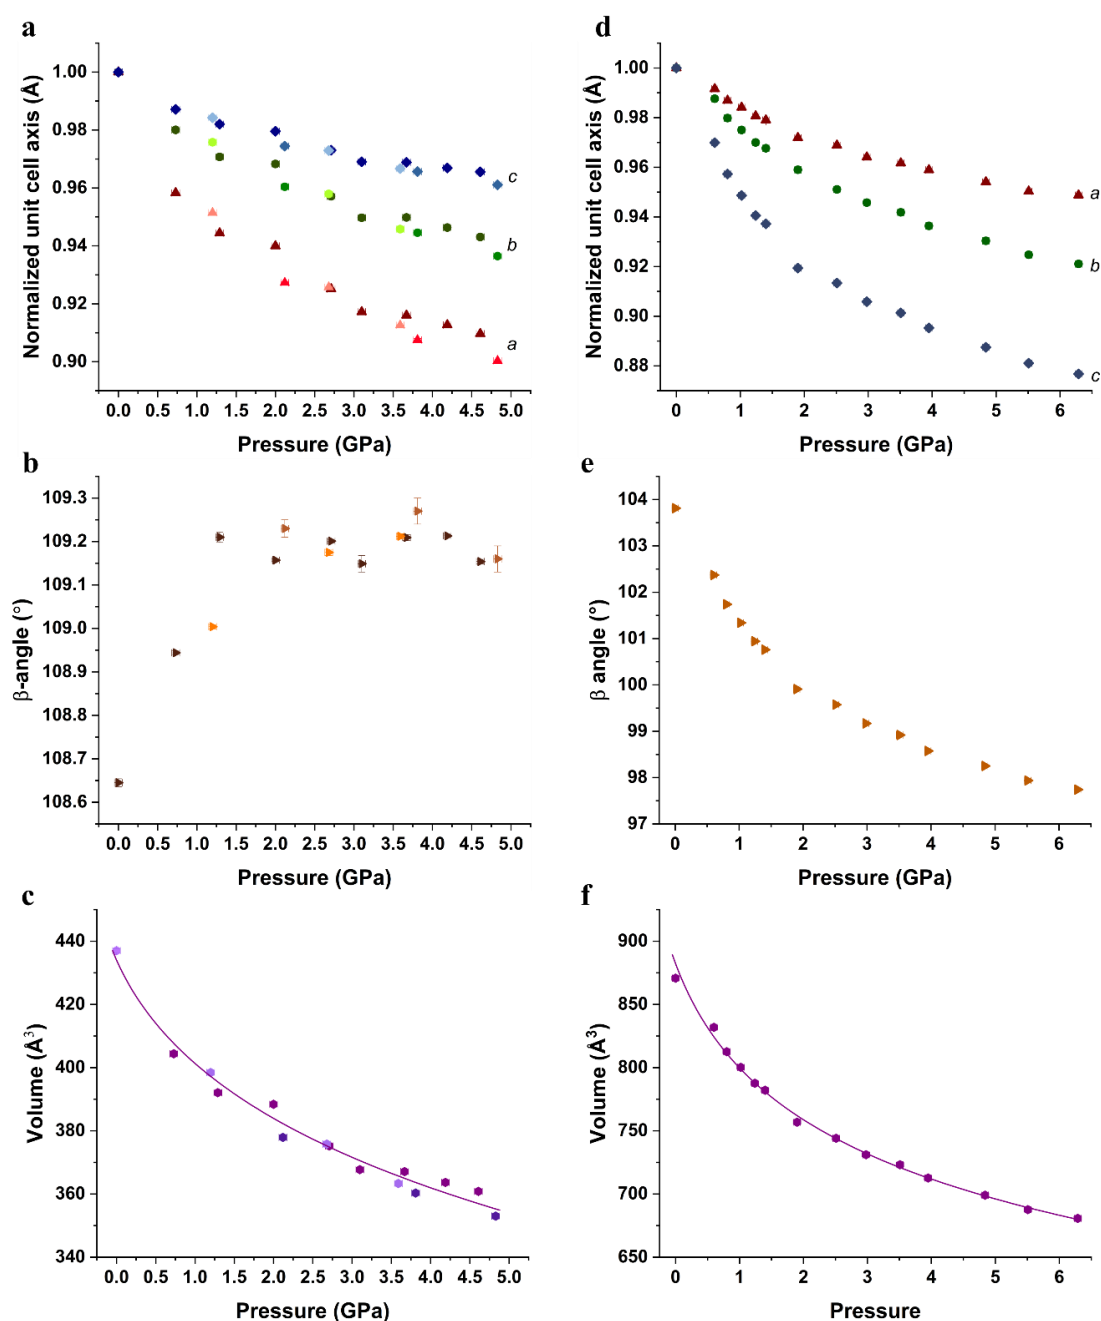 a
Normalized unit cell axis (Å)
1.00
0.98
0.96
0.94
0.92
0.90
c
b
a
0.0 0.5 1.0 1.5 2.0 2.5 3.0 3.5 4.0 4.5 5.0
Pressure (GPa)
d
Normalized unit cell axis (Å)
1.00
0.98
0.96
0.94
0.92
0.90
0.88
a
b
c
0 1 2 3 4 5 6
Pressure (GPa)
b
β-angle (°)
109.3
109.2
109.1
109.0
108.9
108.8
108.7
108.6
0.0 0.5 1.0 1.5 2.0 2.5 3.0 3.5 4.0 4.5 5.0
Pressure (GPa)
e
β angle (°)
104
103
102
101
100
99
98
97
0 1 2 3 4 5 6
Pressure (GPa)
c
Volume (Å³)
440
420
400
380
360
340
0.0 0.5 1.0 1.5 2.0 2.5 3.0 3.5 4.0 4.5 5.0
Pressure (GPa)
f
Volume (Å³)
900
850
800
750
700
650
0 1 2 3 4 5 6
Pressure